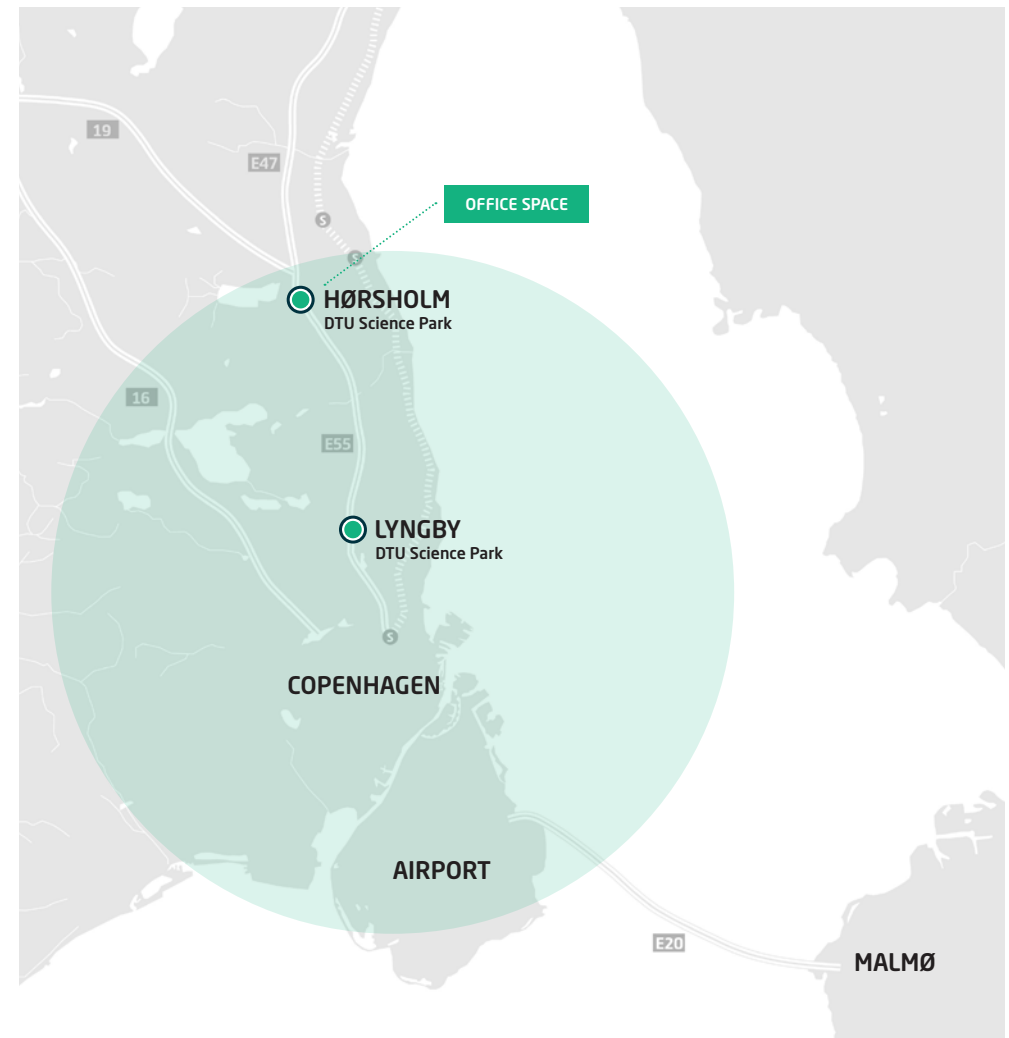 19
E47
OFFICE SPACE
S
S
HØRSHOLM
DTU Science Park
16
E55
LYNGBY
DTU Science Park
S
COPENHAGEN
AIRPORT
E20
MALMØ